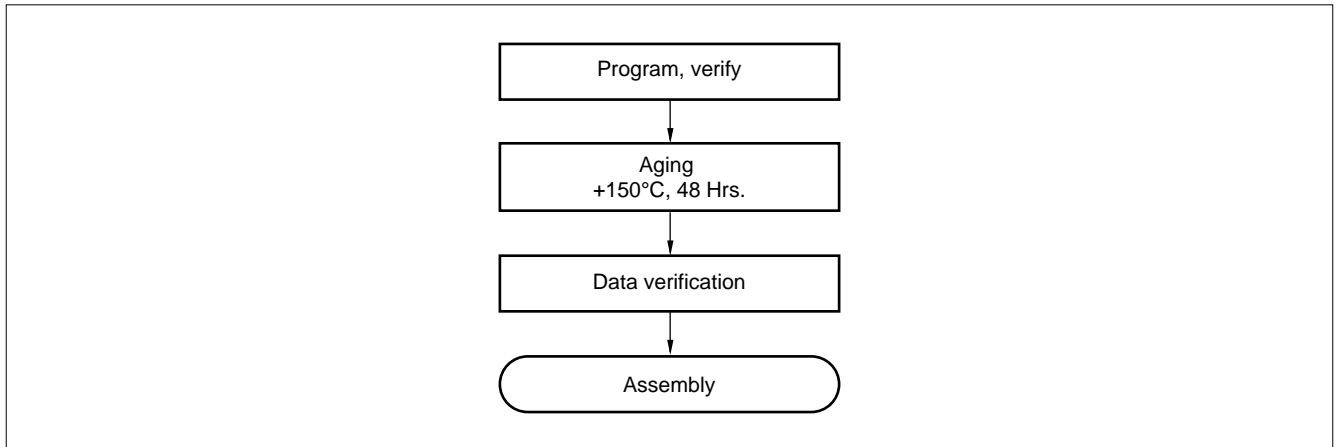 Program, verify
Aging
+150°C, 48 Hrs.
Data verification
Assembly